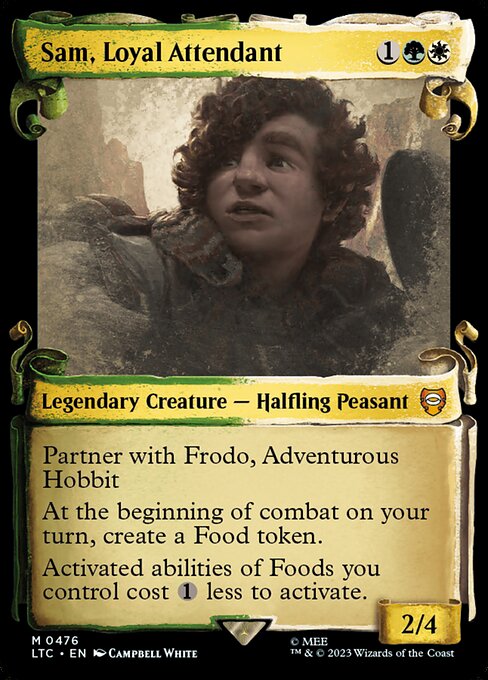 Sam, Loyal Attendant 1
Legendary Creature — Halfling Peasant
Partner with Frodo, Adventurous
Hobbit
At the beginning of combat on your
turn, create a Food token.
Activated abilities of Foods you
control cost 1 less to activate.
2/4
M 0476
LTC • EN Campbell White
© MEE
™ & © 2023 Wizards of the Coast